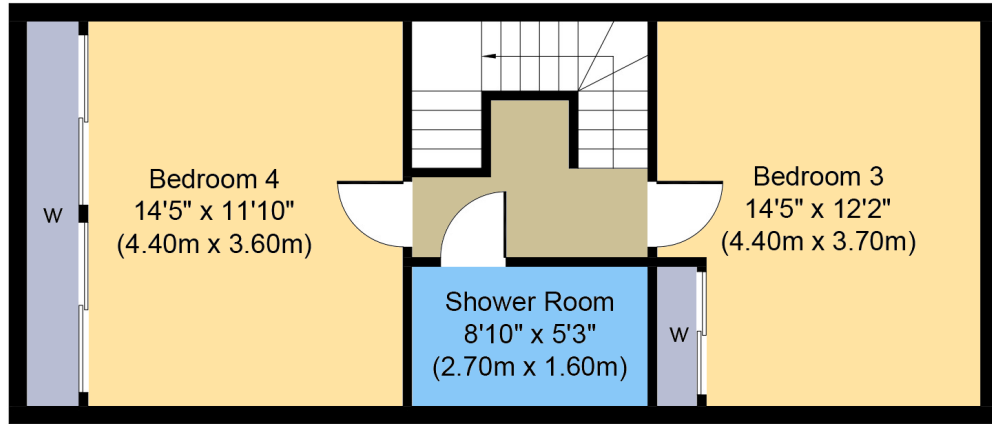 Bedroom 4
14'5" x 11'10"
(4.40m x 3.60m)
W
Bedroom 3
14'5" x 12'2"
(4.40m x 3.70m)
Shower Room
8'10" x 5'3"
(2.70m x 1.60m)
W